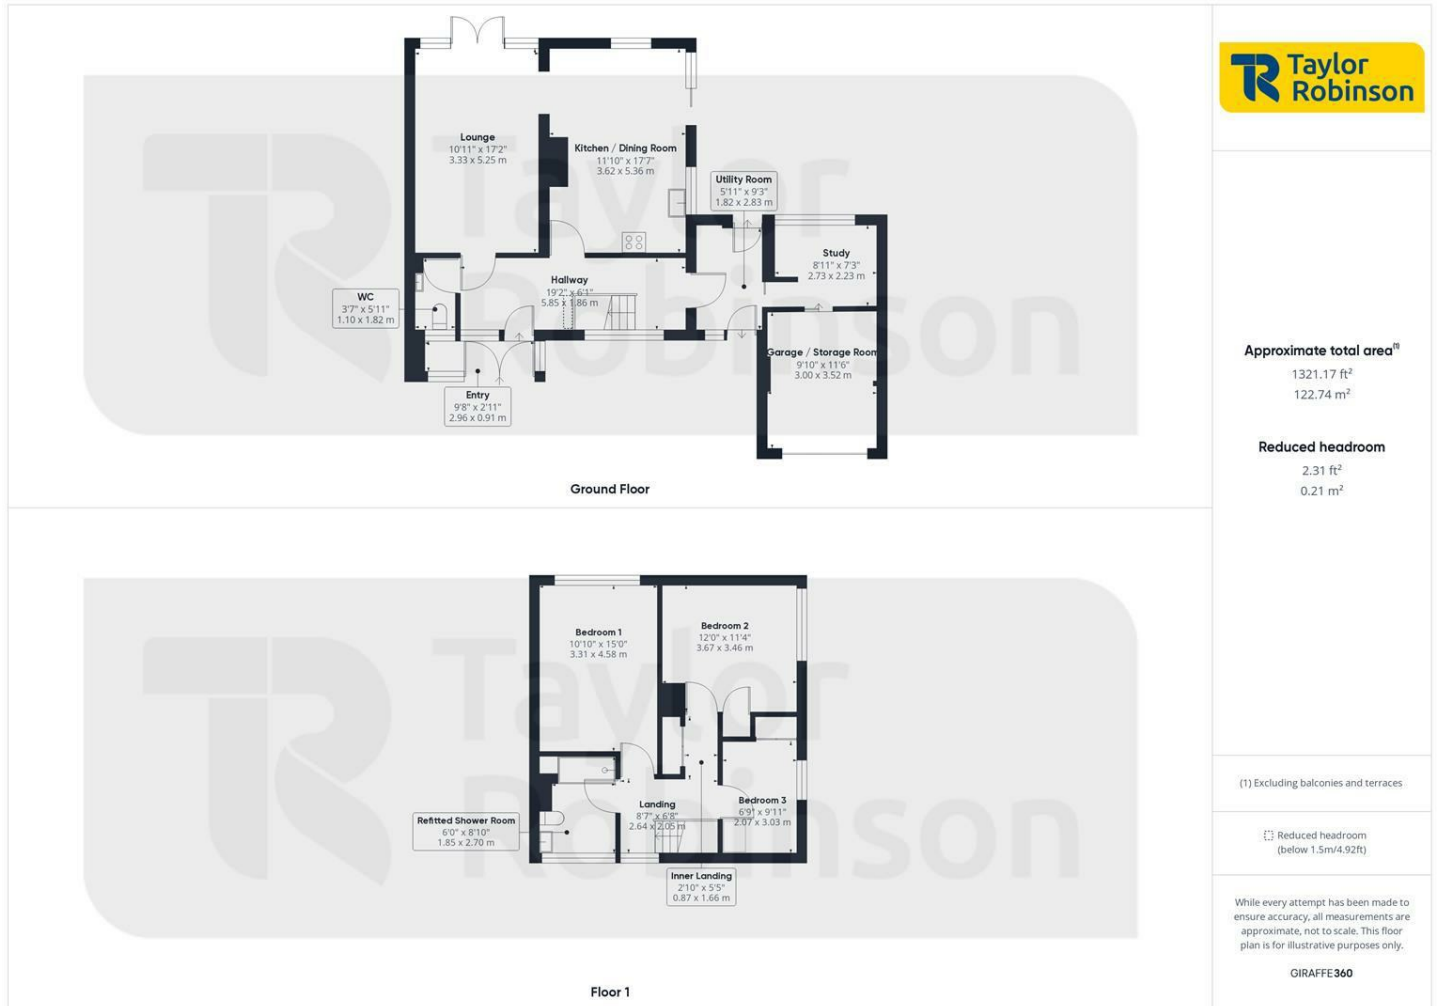 Taylor
Robinson
Lounge
10'11" x 17'2"
3.33 x 5.25 m
Kitchen / Dining Room
11'10" x 17'7"
3.62 x 5.36 m
Utility Room
5'11" x 9'3"
1.82 x 2.83 m
Study
8'11" x 7'3"
2.73 x 2.23 m
Hallway
19'2" x 6'1"
5.85 x 1.86 m
WC
3'7" x 5'11"
1.10 x 1.82 m
Garage / Storage Room
9'10" x 11'6"
3.00 x 3.52 m
Entry
9'8" x 2'11"
2.96 x 0.91 m
Taylor
Robinson
Ground Floor
Bedroom 1
10'10" x 15'0"
3.31 x 4.58 m
Bedroom 2
12'0" x 11'4"
3.67 x 3.46 m
Landing
8'7" x 6'8"
2.64 x 2.05 m
Bedroom 3
6'9" x 9'11"
2.07 x 3.03 m
Refitted Shower Room
6'0" x 8'10"
1.85 x 2.70 m
Inner Landing
2'10" x 5'5"
0.87 x 1.66 m
Taylor
Robinson
Floor 1
Approximate total area(1)
1321.17 ft²
122.74 m²
Reduced headroom
2.31 ft²
0.21 m²
(1) Excluding balconies and terraces
Reduced headroom
(below 1.5m/4.92ft)
While every attempt has been made to
ensure accuracy, all measurements are
approximate, not to scale. This floor
plan is for illustrative purposes only.
GIRAFFE360